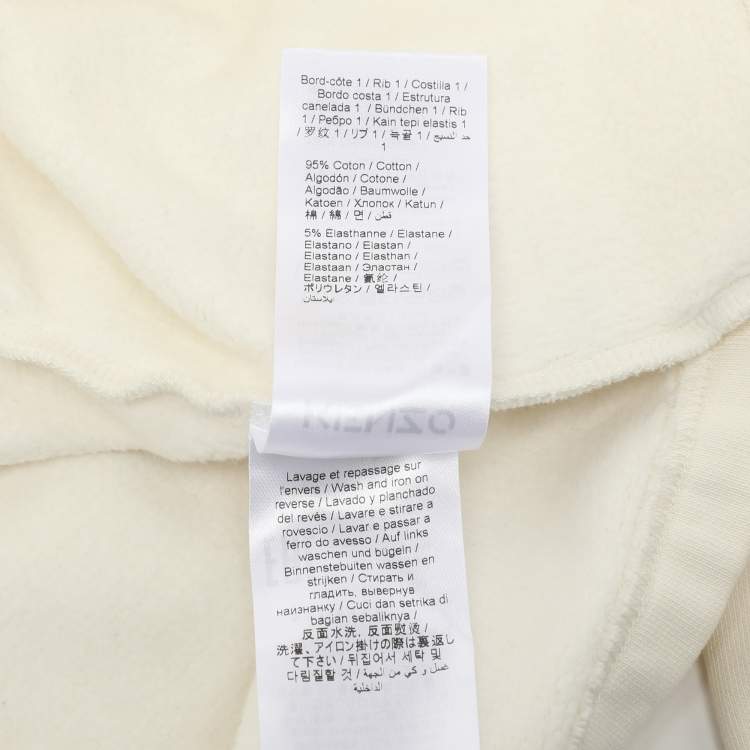 Bord-côte 1 / Rib 1 / Costilla 1 /
Bordo costa 1 / Estrutura
canelada 1 / Bündchen 1 / Rib
1 / Ребро 1 / Kain tepi elastis 1
/ 罗纹 1 / リブ 1 / 늑골 1 / حد النسيج
1
95% Coton / Cotton /
Algodón / Cotone /
Algodão / Baumwolle /
Katoen / Хлопок / Katun /
棉 / 綿 / 면 / قطن
5% Elasthanne / Elastane /
Elastano / Elastan /
Elastano / Elasthan /
Elastaan / Эластан /
Elastane / 氨纶 /
ポリウレタン / 엘라스틴 /
ايلاستان
KENZO
Lavage et repassage sur
l'envers / Wash and iron on
reverse / Lavado y planchado
del revés / Lavare e stirare a
rovescio / Lavar e passar a
ferro do avesso / Auf links
waschen und bügeln /
Binnenstebuiten wassen en
strijken / Стирать и
гладить, вывернув
наизнанку / Cuci dan setrika di
bagian sebaliknya /
反面水洗, 反面熨烫 /
洗濯、アイロン掛けの際は裏返し
て下さい / 뒤집어서 세탁 및
다림질할 것 / غسل و كي من الجهة
الداخلية